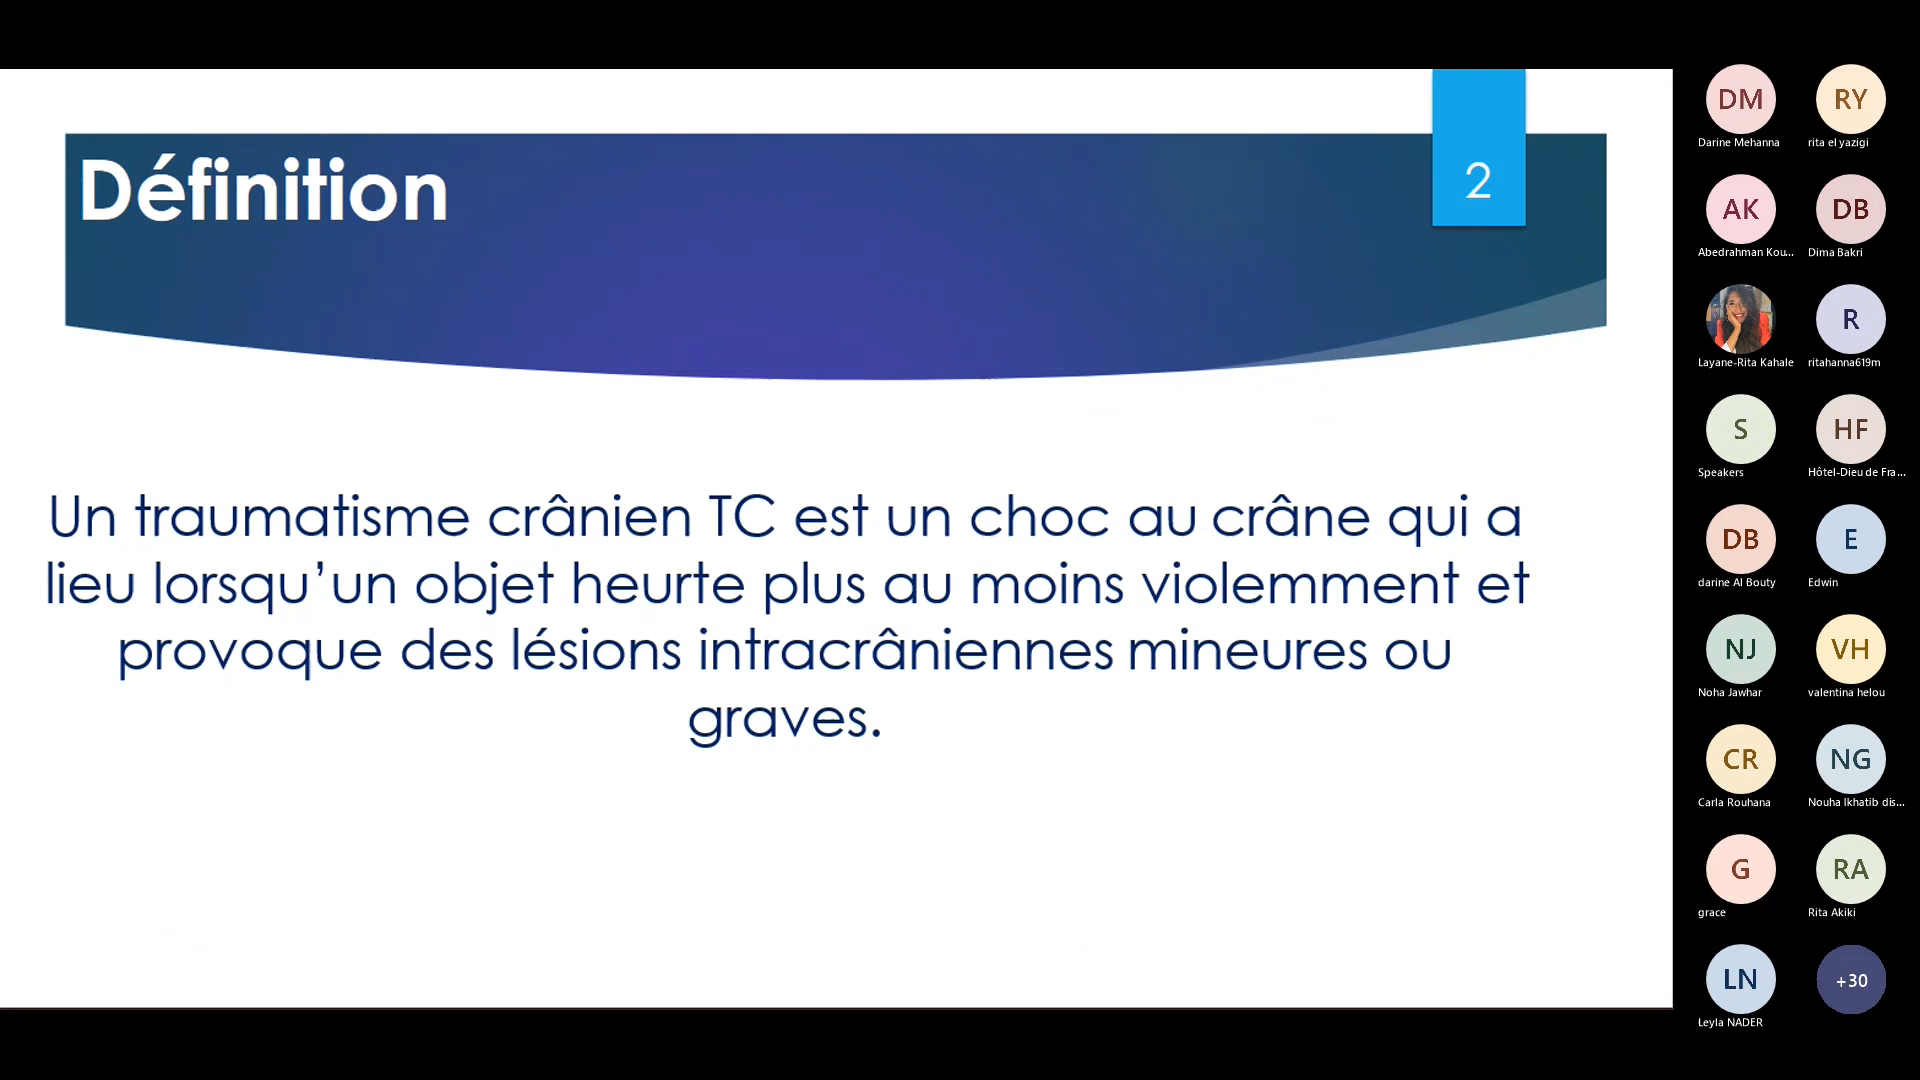 Définition
2
Un traumatisme crânien TC est un choc au crâne qui a
lieu lorsqu’un objet heurte plus au moins violemment et
provoque des lésions intracrâniennes mineures ou
graves.
DM
Darine Mehanna
RY
rita el yazigi
AK
Abedrahman Kou...
DB
Dima Bakri
Layane-Rita Kahale
R
ritahanna619m
S
Speakers
HF
Hôtel-Dieu de Fra...
DB
darine Al Bouty
E
Edwin
NJ
Noha Jawhar
VH
valentina helou
CR
Carla Rouhana
NG
Nouha lkhatib dis...
G
grace
RA
Rita Akiki
LN
Leyla NADER
+30